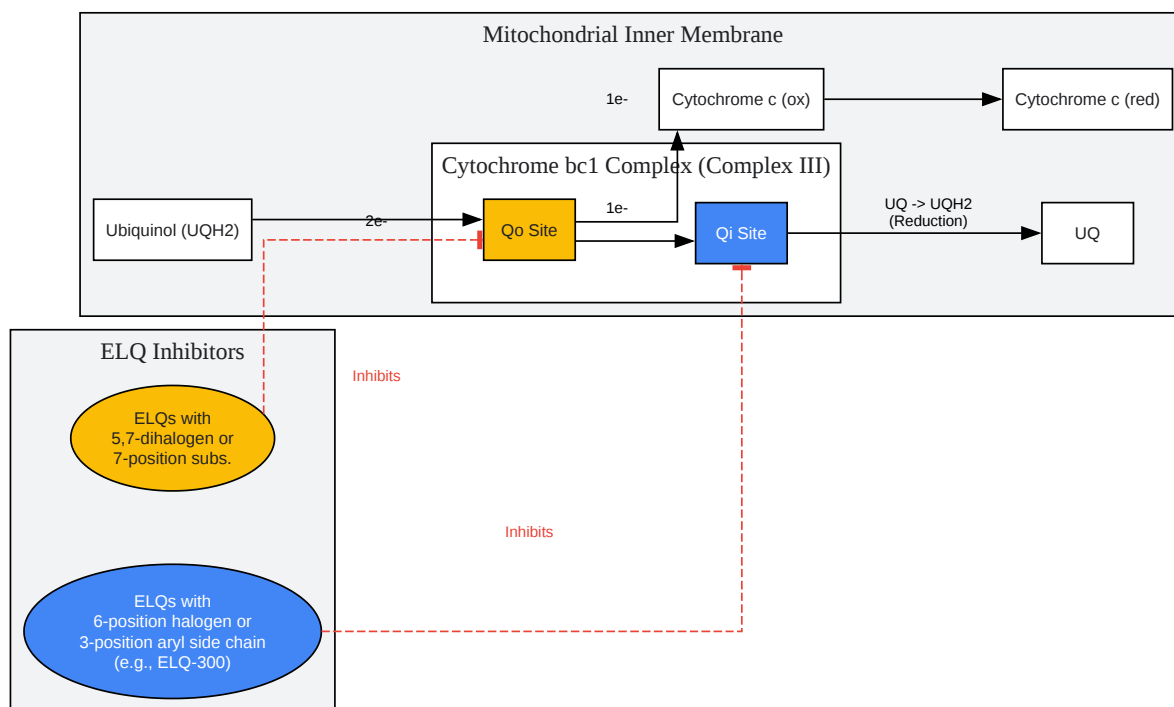 Mitochondrial Inner Membrane
1e-
Cytochrome c (ox)
Cytochrome c (red)
Cytochrome bc1 Complex (Complex III)
Ubiquinol (UQH2)
2e-
Qo Site
1e-
Qi Site
UQ -> UQH2
(Reduction)
UQ
ELQ Inhibitors
Inhibits
ELQs with
5,7-dihalogen or
7-position subs.
Inhibits
ELQs with
6-position halogen or
3-position aryl side chain
(e.g., ELQ-300)